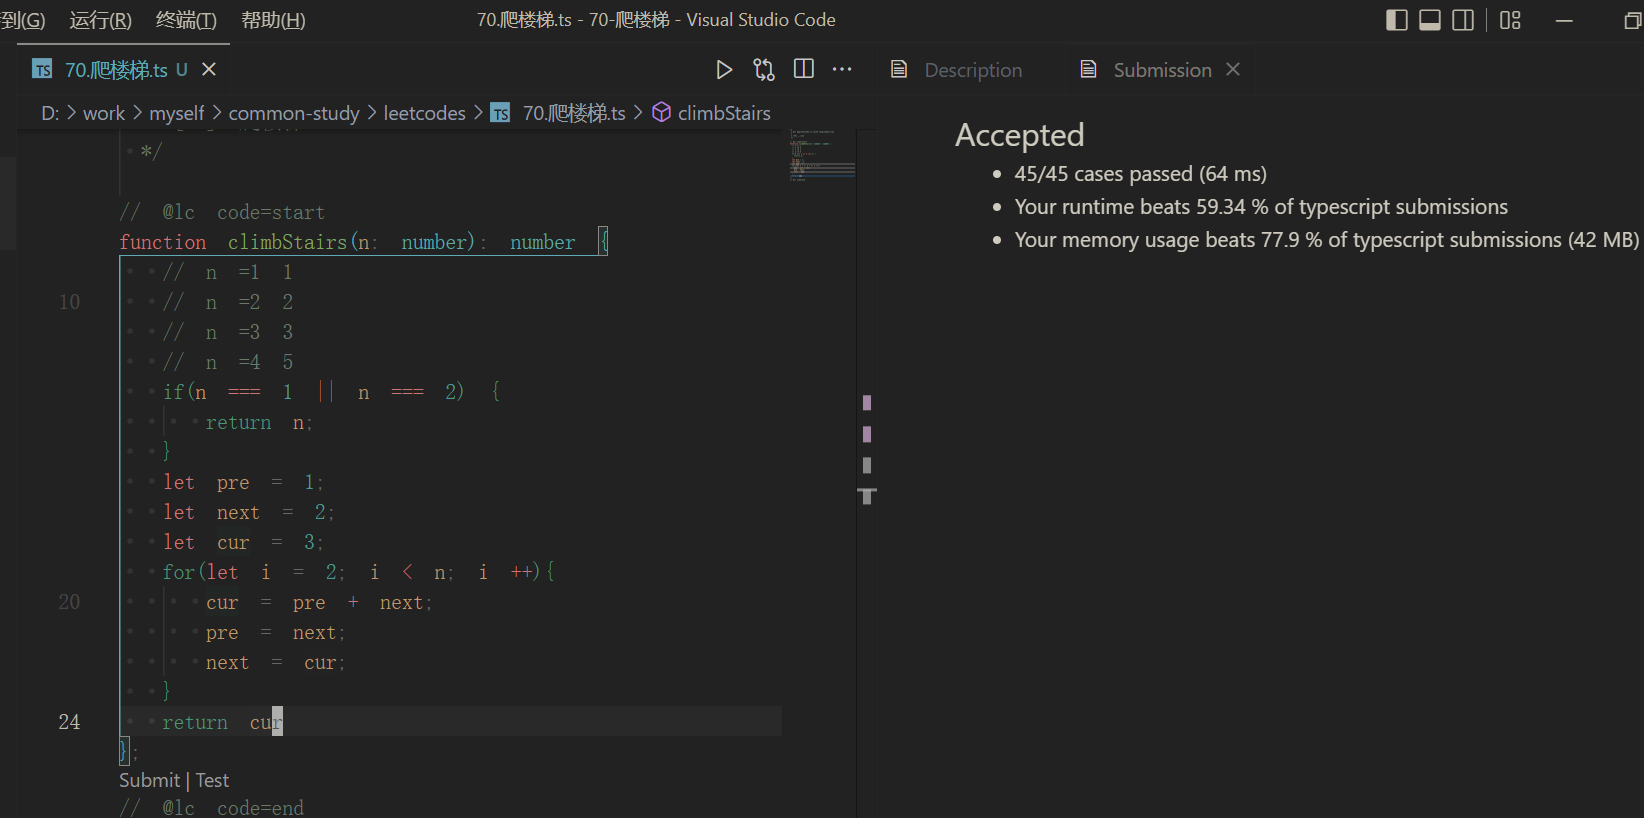 到(G) 运行(R) 终端(T) 帮助(H) 70.爬楼梯.ts - 70-爬楼梯 - Visual Studio Code
TS 70.爬楼梯.ts U
Description Submission
D: > work > myself > common-study > leetcodes > TS 70.爬楼梯.ts > climbStairs
*/
// @lc code=start
function climbStairs(n: number): number {
// n =1 1
10 // n =2 2
// n =3 3
// n =4 5
if(n === 1 || n === 2) {
return n;
}
let pre = 1;
let next = 2;
let cur = 3;
for(let i = 2; i < n; i ++){
20 cur = pre + next;
pre = next;
next = cur;
}
24 return cur
};
Submit | Test
// @lc code=end
Accepted
• 45/45 cases passed (64 ms)
• Your runtime beats 59.34 % of typescript submissions
• Your memory usage beats 77.9 % of typescript submissions (42 MB)